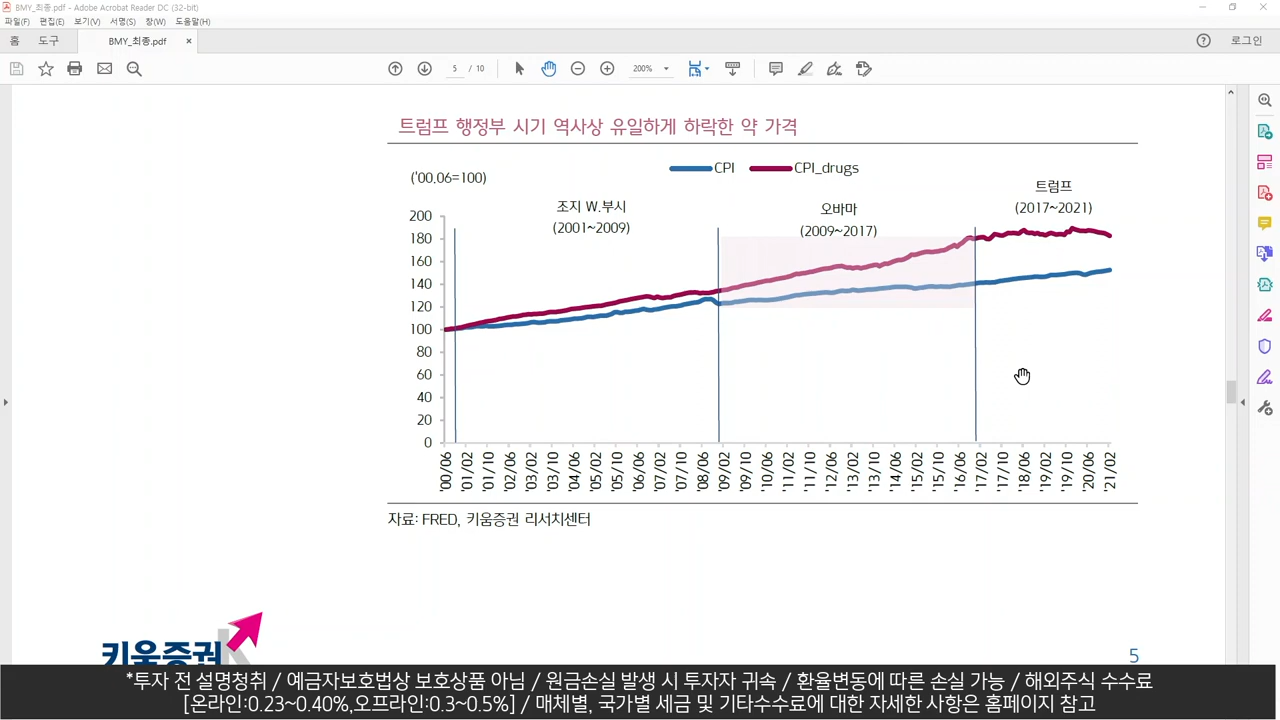 BMY_최종.pdf - Adobe Acrobat Reader DC (32-bit)
파일(F) 편집(E) 보기(V) 서명(S) 창(W) 도움말(H)
홈 도구 BMY_최종.pdf × 로그인
5 / 10 200%
트럼프 행정부 시기 역사상 유일하게 하락한 약 가격
('00.06=100)
CPI CPI_drugs
조지 W.부시
(2001~2009)
오바마
(2009~2017)
트럼프
(2017~2021)
200
180
160
140
120
100
80
60
40
20
0
'00/06 '01/02 '01/10 '02/06 '03/02 '03/10 '04/06 '05/02 '05/10 '06/06 '07/02 '07/10 '08/06 '09/02 '09/10 '10/06 '11/02 '11/10 '12/06 '13/02 '13/10 '14/06 '15/02 '15/10 '16/06 '17/02 '17/10 '18/06 '19/02 '19/10 '20/06 '21/02
자료: FRED, 키움증권 리서치센터
키움증권
5
*투자 전 설명청취 / 예금자보호법상 보호상품 아님 / 원금손실 발생 시 투자자 귀속 / 환율변동에 따른 손실 가능 / 해외주식 수수료
[온라인:0.23~0.40%,오프라인:0.3~0.5%] / 매체별, 국가별 세금 및 기타수수료에 대한 자세한 사항은 홈페이지 참고